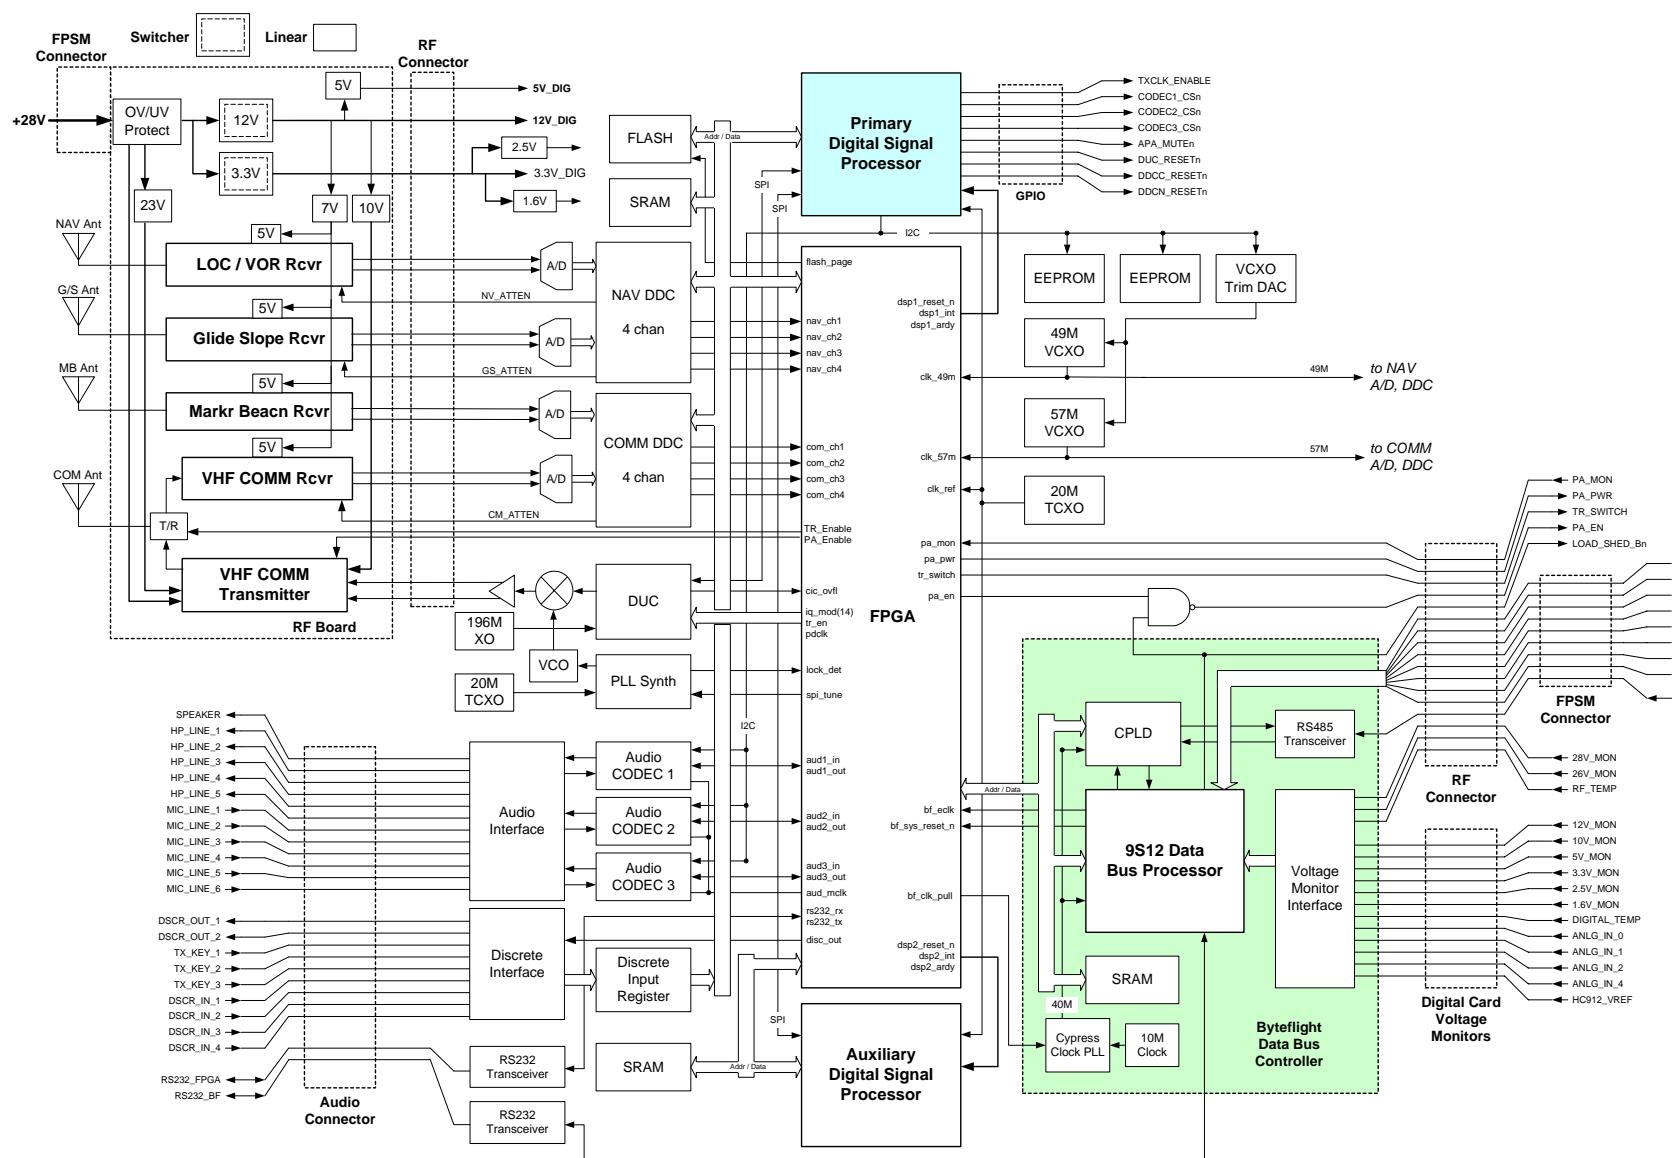 FPSM
Connector
Switcher
Linear
RF
Connector
+28V
OV/UV
Protect
12V
3.3V
5V
5V_DIG
12V_DIG
2.5V
3.3V_DIG
1.6V
23V
7V
10V
NAV Ant
5V
LOC / VOR Rcvr
G/S Ant
5V
Glide Slope Rcvr
MB Ant
5V
Markr Beacn Rcvr
5V
COM Ant
VHF COMM Rcvr
T/R
VHF COMM
Transmitter
RF Board
A/D
A/D
A/D
A/D
NV_ATTEN
GS_ATTEN
CM_ATTEN
FLASH
SRAM
NAV DDC
4 chan
COMM DDC
4 chan
DUC
196M
XO
VCO
20M
TCXO
PLL Synth
Addr / Data
SPI
SPI
I2C
Primary
Digital Signal
Processor
TXCLK_ENABLE
CODEC1_CSn
CODEC2_CSn
CODEC3_CSn
APA_MUTEn
DUC_RESETn
DDCC_RESETn
DDCN_RESETn
GPIO
I2C
flash_page
nav_ch1
nav_ch2
nav_ch3
nav_ch4
com_ch1
com_ch2
com_ch3
com_ch4
TR_Enable
PA_Enable
cic_ovfl
iq_mod(14)
tr_en
pdclk
lock_det
spi_tune
aud1_in
aud1_out
aud2_in
aud2_out
aud3_in
aud3_out
aud_mclk
rs232_rx
rs232_tx
disc_out
FPGA
dsp1_reset_n
dsp1_int
dsp1_ardy
clk_49m
clk_57m
clk_ref
pa_mon
pa_pwr
tr_switch
pa_en
bf_eclk
bf_sys_reset_n
bf_clk_pull
dsp2_reset_n
dsp2_int
dsp2_ardy
EEPROM
EEPROM
VCXO
Trim DAC
49M
VCXO
49M
to NAV
A/D, DDC
57M
VCXO
57M
to COMM
A/D, DDC
20M
TCXO
PA_MON
PA_PWR
TR_SWITCH
PA_EN
LOAD_SHED_Bn
FPSM
Connector
RF
Connector
28V_MON
26V_MON
RF_TEMP
12V_MON
10V_MON
5V_MON
3.3V_MON
2.5V_MON
1.6V_MON
DIGITAL_TEMP
ANLG_IN_0
ANLG_IN_1
ANLG_IN_2
ANLG_IN_4
HC912_VREF
Digital Card
Voltage
Monitors
CPLD
RS485
Transceiver
Addr / Data
9S12 Data
Bus Processor
Voltage
Monitor
Interface
SRAM
40M
Cypress
Clock PLL
10M
Clock
Byteflight
Data Bus
Controller
SPEAKER
HP_LINE_1
HP_LINE_2
HP_LINE_3
HP_LINE_4
HP_LINE_5
MIC_LINE_1
MIC_LINE_2
MIC_LINE_3
MIC_LINE_4
MIC_LINE_5
MIC_LINE_6
DSCR_OUT_1
DSCR_OUT_2
TX_KEY_1
TX_KEY_2
TX_KEY_3
DSCR_IN_1
DSCR_IN_2
DSCR_IN_3
DSCR_IN_4
RS232_FPGA
RS232_BF
Audio
Connector
Audio
Interface
Audio
CODEC 1
Audio
CODEC 2
Audio
CODEC 3
Discrete
Interface
Discrete
Input
Register
RS232
Transceiver
RS232
Transceiver
SRAM
SPI
Addr / Data
Auxiliary
Digital Signal
Processor